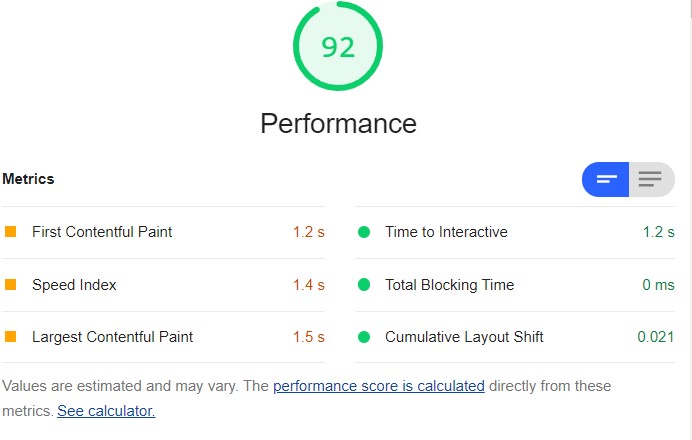 92
Performance
Metrics
First Contentful Paint 1.2 s
Time to Interactive 1.2 s
Speed Index 1.4 s
Total Blocking Time 0 ms
Largest Contentful Paint 1.5 s
Cumulative Layout Shift 0.021
Values are estimated and may vary. The performance score is calculated directly from these
metrics. See calculator.